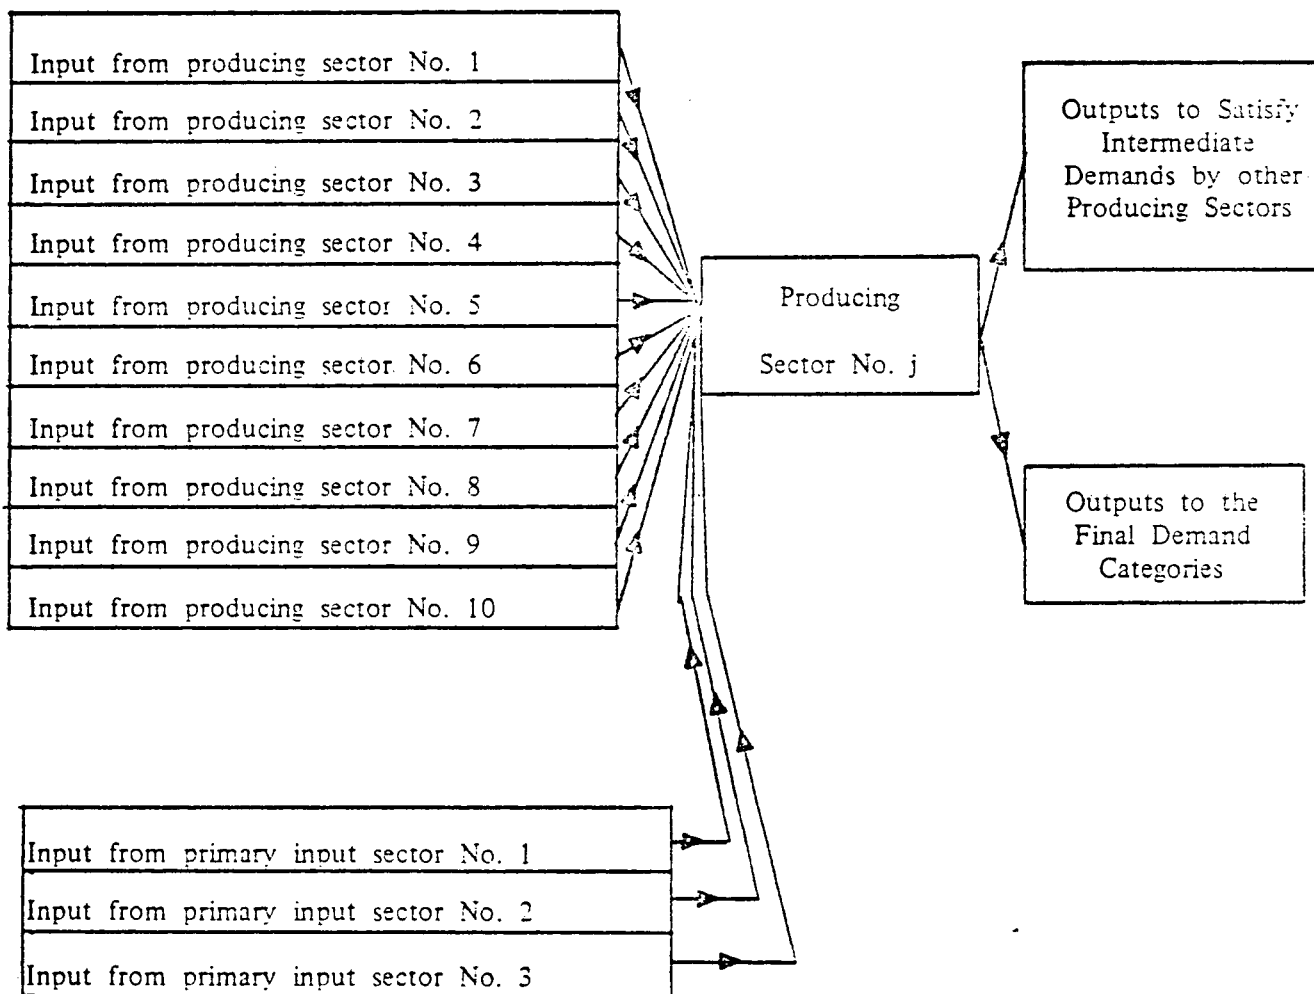 Input from producing sector No. 1
Input from producing sector No. 2
Input from producing sector No. 3
Input from producing sector No. 4
Input from producing sector No. 5
Input from producing sector No. 6
Input from producing sector No. 7
Input from producing sector No. 8
Input from producing sector No. 9
Input from producing sector No. 10
Producing
Sector No. j
Outputs to Satisfy
Intermediate
Demands by other
Producing Sectors
Outputs to the
Final Demand
Categories
Input from primary input sector No. 1
Input from primary input sector No. 2
Input from primary input sector No. 3